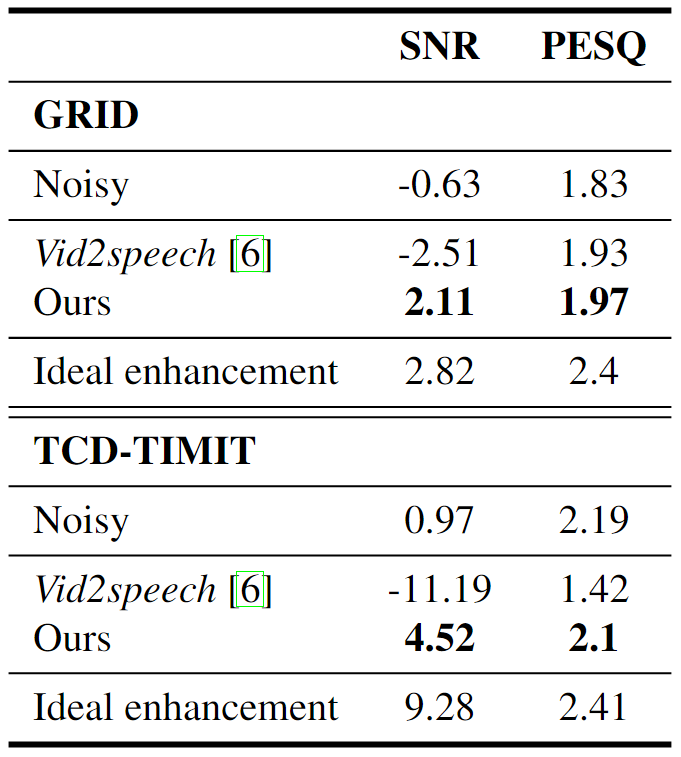 SNR PESQ
GRID
Noisy -0.63 1.83
Vid2speech [6] -2.51 1.93
Ours 2.11 1.97
Ideal enhancement 2.82 2.4
TCD-TIMIT
Noisy 0.97 2.19
Vid2speech [6] -11.19 1.42
Ours 4.52 2.1
Ideal enhancement 9.28 2.41